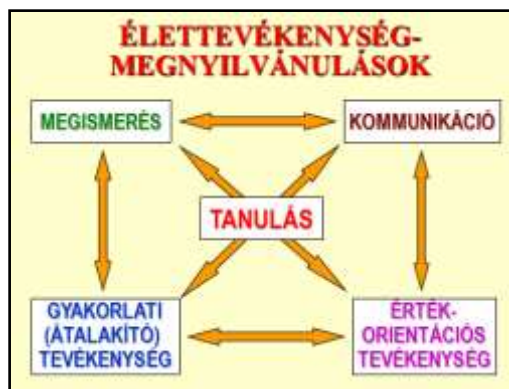 ÉLETTEVÉKENYSÉG-
MEGNYILVÁNULÁSOK
MEGISMERÉS
KOMMUNIKÁCIÓ
TANULÁS
GYAKORLATI
(ÁTALAKÍTÓ)
TEVÉKENYSÉG
ÉRTÉK-
ORIENTÁCIÓS
TEVÉKENYSÉG